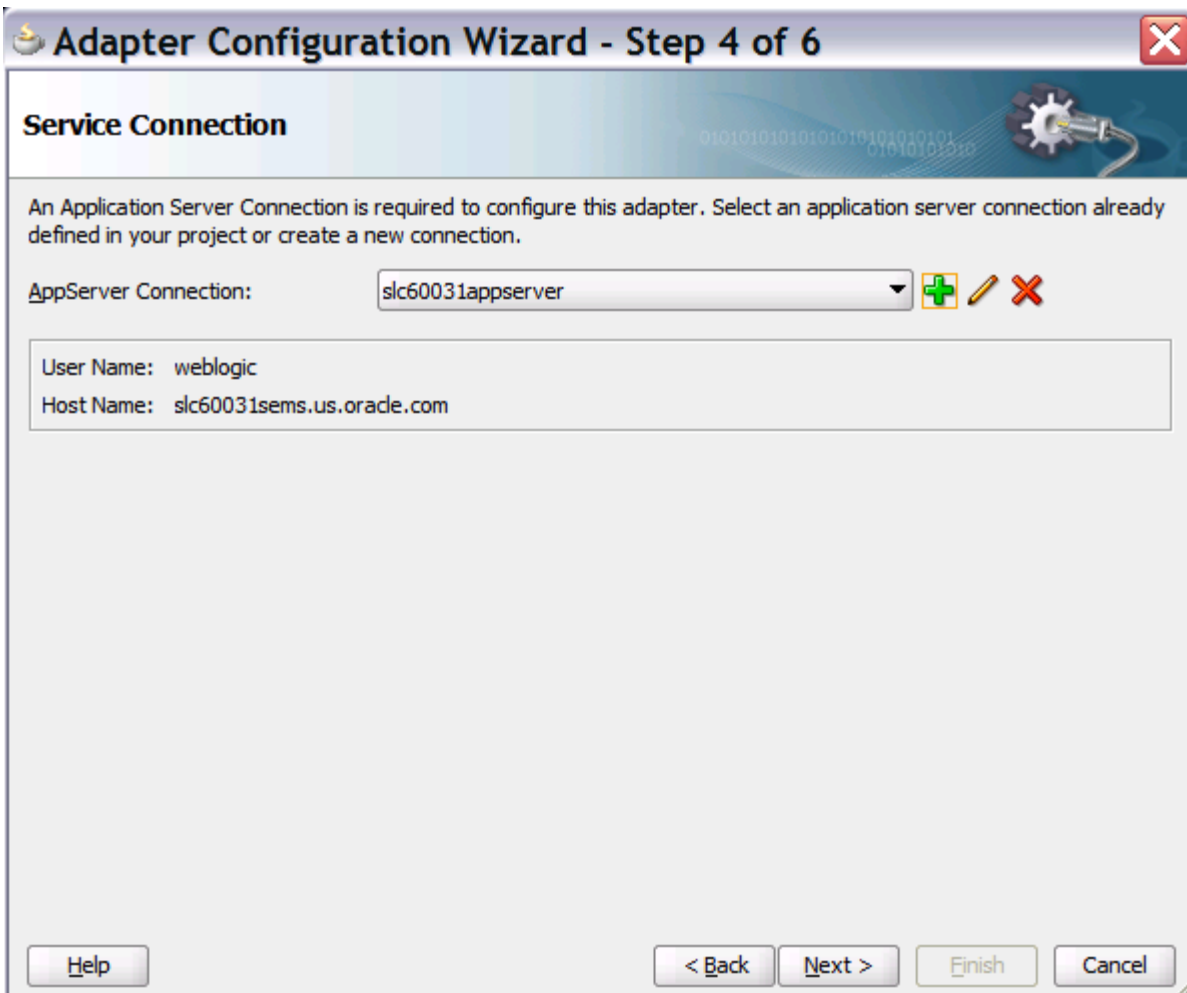 Adapter Configuration Wizard - Step 4 of 6
Service Connection
An Application Server Connection is required to configure this adapter. Select an application server connection already
defined in your project or create a new connection.
AppServer Connection: slc60031appserver
User Name: weblogic
Host Name: slc60031sems.us.oracle.com
Help < Back Next > Finish Cancel